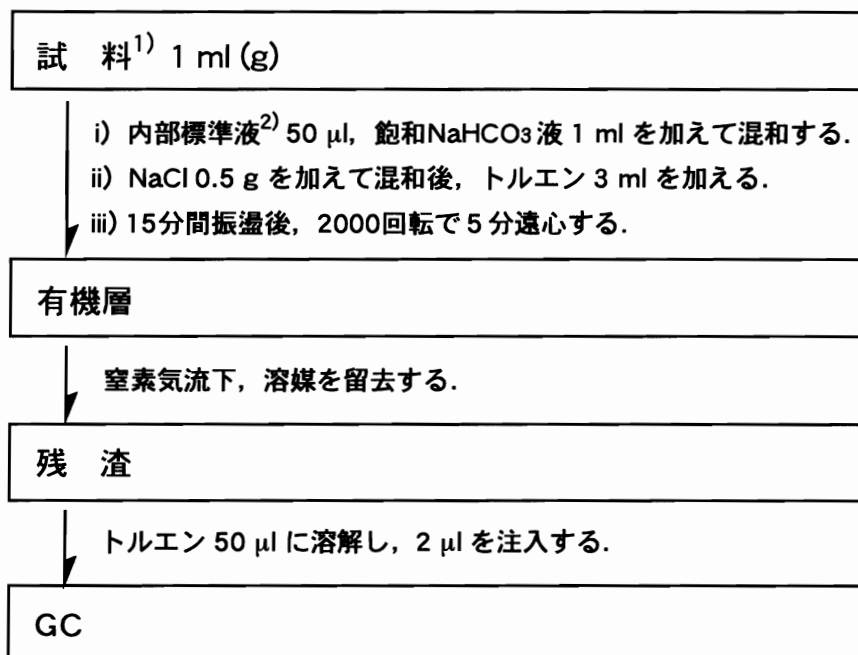 試　料1) 1 ml (g)
i) 内部標準液2) 50 μl, 飽和NaHCO3液 1 ml を加えて混和する.
ii) NaCl 0.5 g を加えて混和後, トルエン 3 ml を加える.
iii) 15分間振盪後, 2000回転で 5 分遠心する.
有機層
窒素気流下, 溶媒を留去する.
残　渣
トルエン 50 μl に溶解し, 2 μl を注入する.
GC